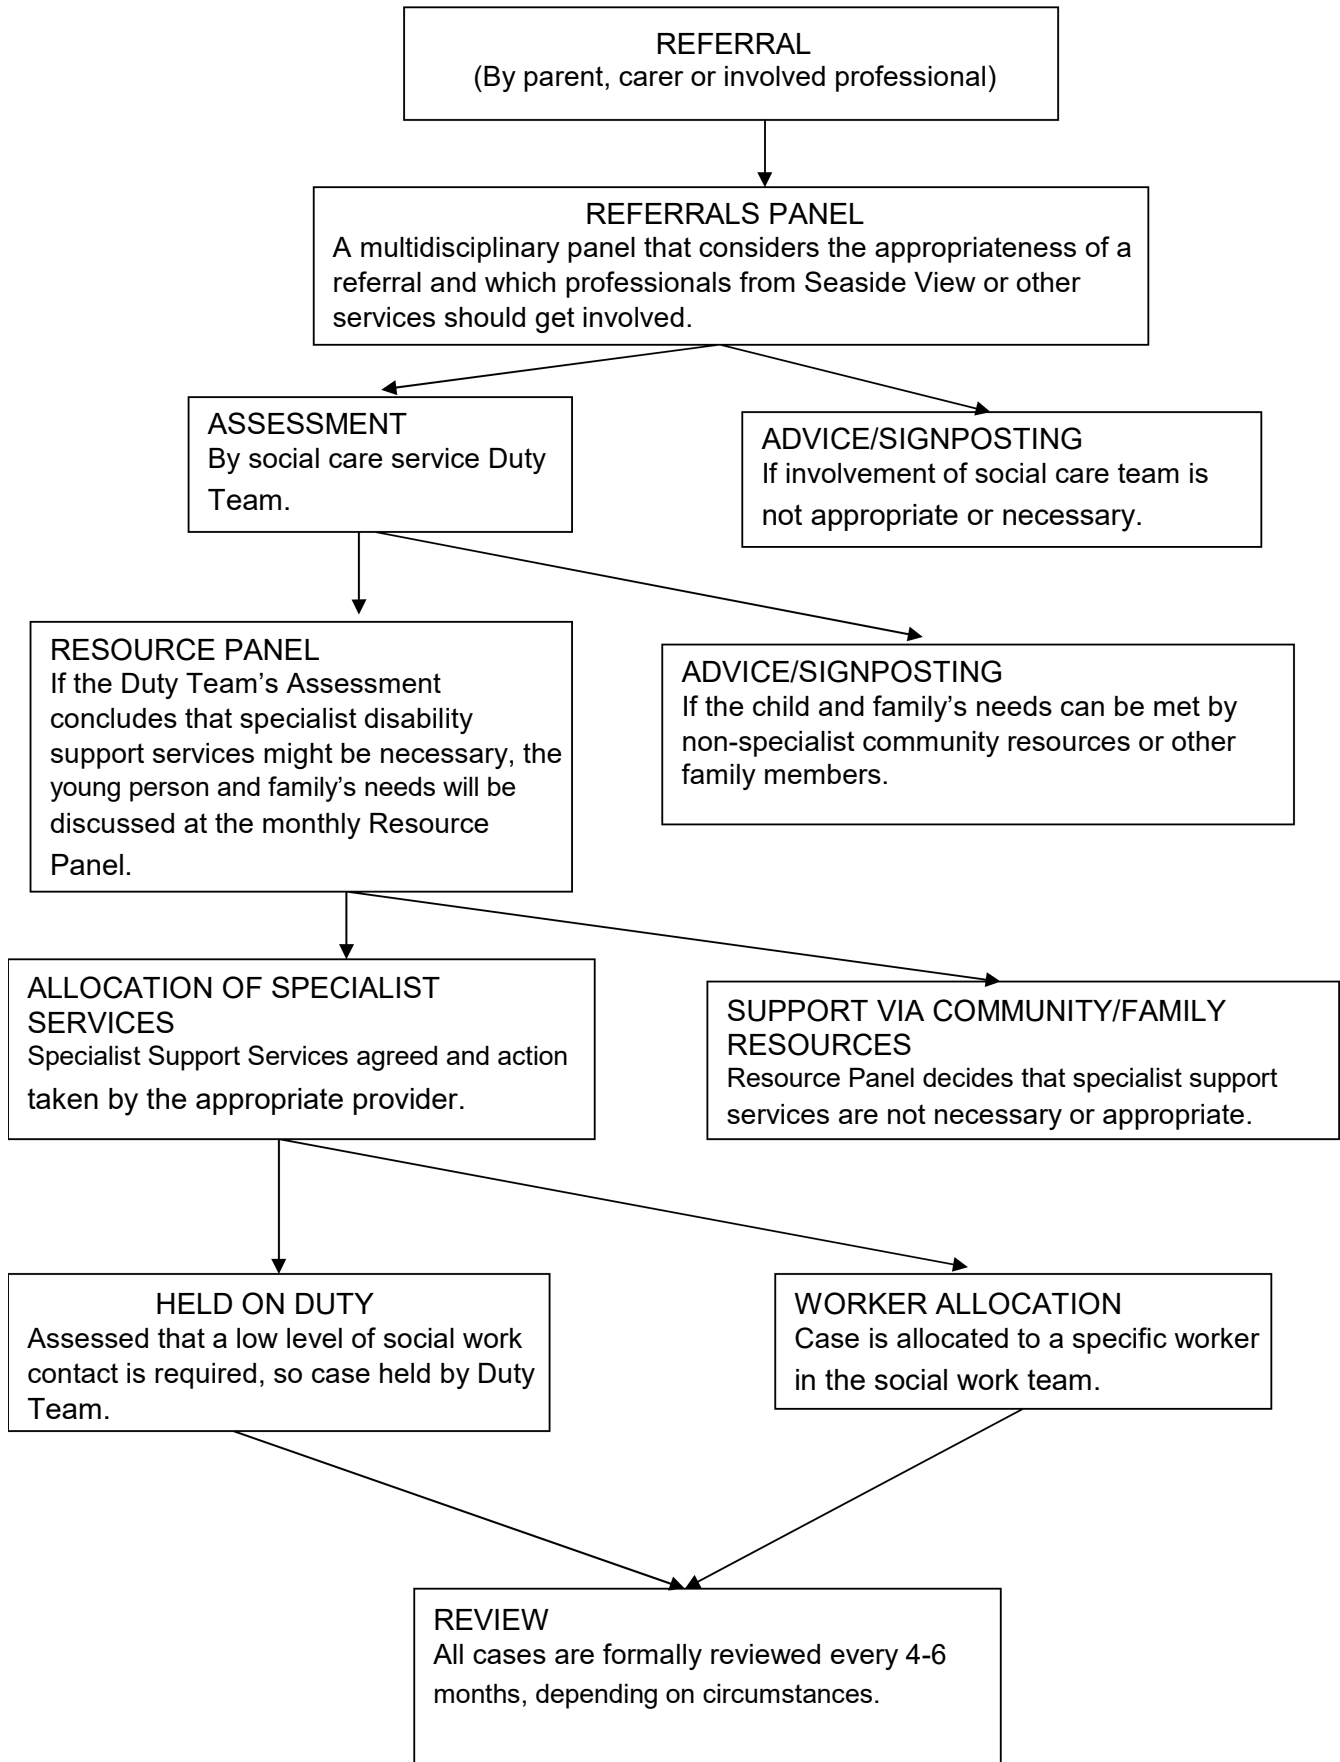 REFERRAL
(By parent, carer or involved professional)
REFERRALS PANEL
A multidisciplinary panel that considers the appropriateness of a
referral and which professionals from Seaside View or other
services should get involved.
ASSESSMENT
By social care service Duty
Team.
ADVICE/SIGNPOSTING
If involvement of social care team is
not appropriate or necessary.
RESOURCE PANEL
If the Duty Team’s Assessment
concludes that specialist disability
support services might be necessary, the
young person and family’s needs will be
discussed at the monthly Resource
Panel.
ADVICE/SIGNPOSTING
If the child and family’s needs can be met by
non-specialist community resources or other
family members.
ALLOCATION OF SPECIALIST
SERVICES
Specialist Support Services agreed and action
taken by the appropriate provider.
SUPPORT VIA COMMUNITY/FAMILY
RESOURCES
Resource Panel decides that specialist support
services are not necessary or appropriate.
HELD ON DUTY
Assessed that a low level of social work
contact is required, so case held by Duty
Team.
WORKER ALLOCATION
Case is allocated to a specific worker
in the social work team.
REVIEW
All cases are formally reviewed every 4-6
months, depending on circumstances.